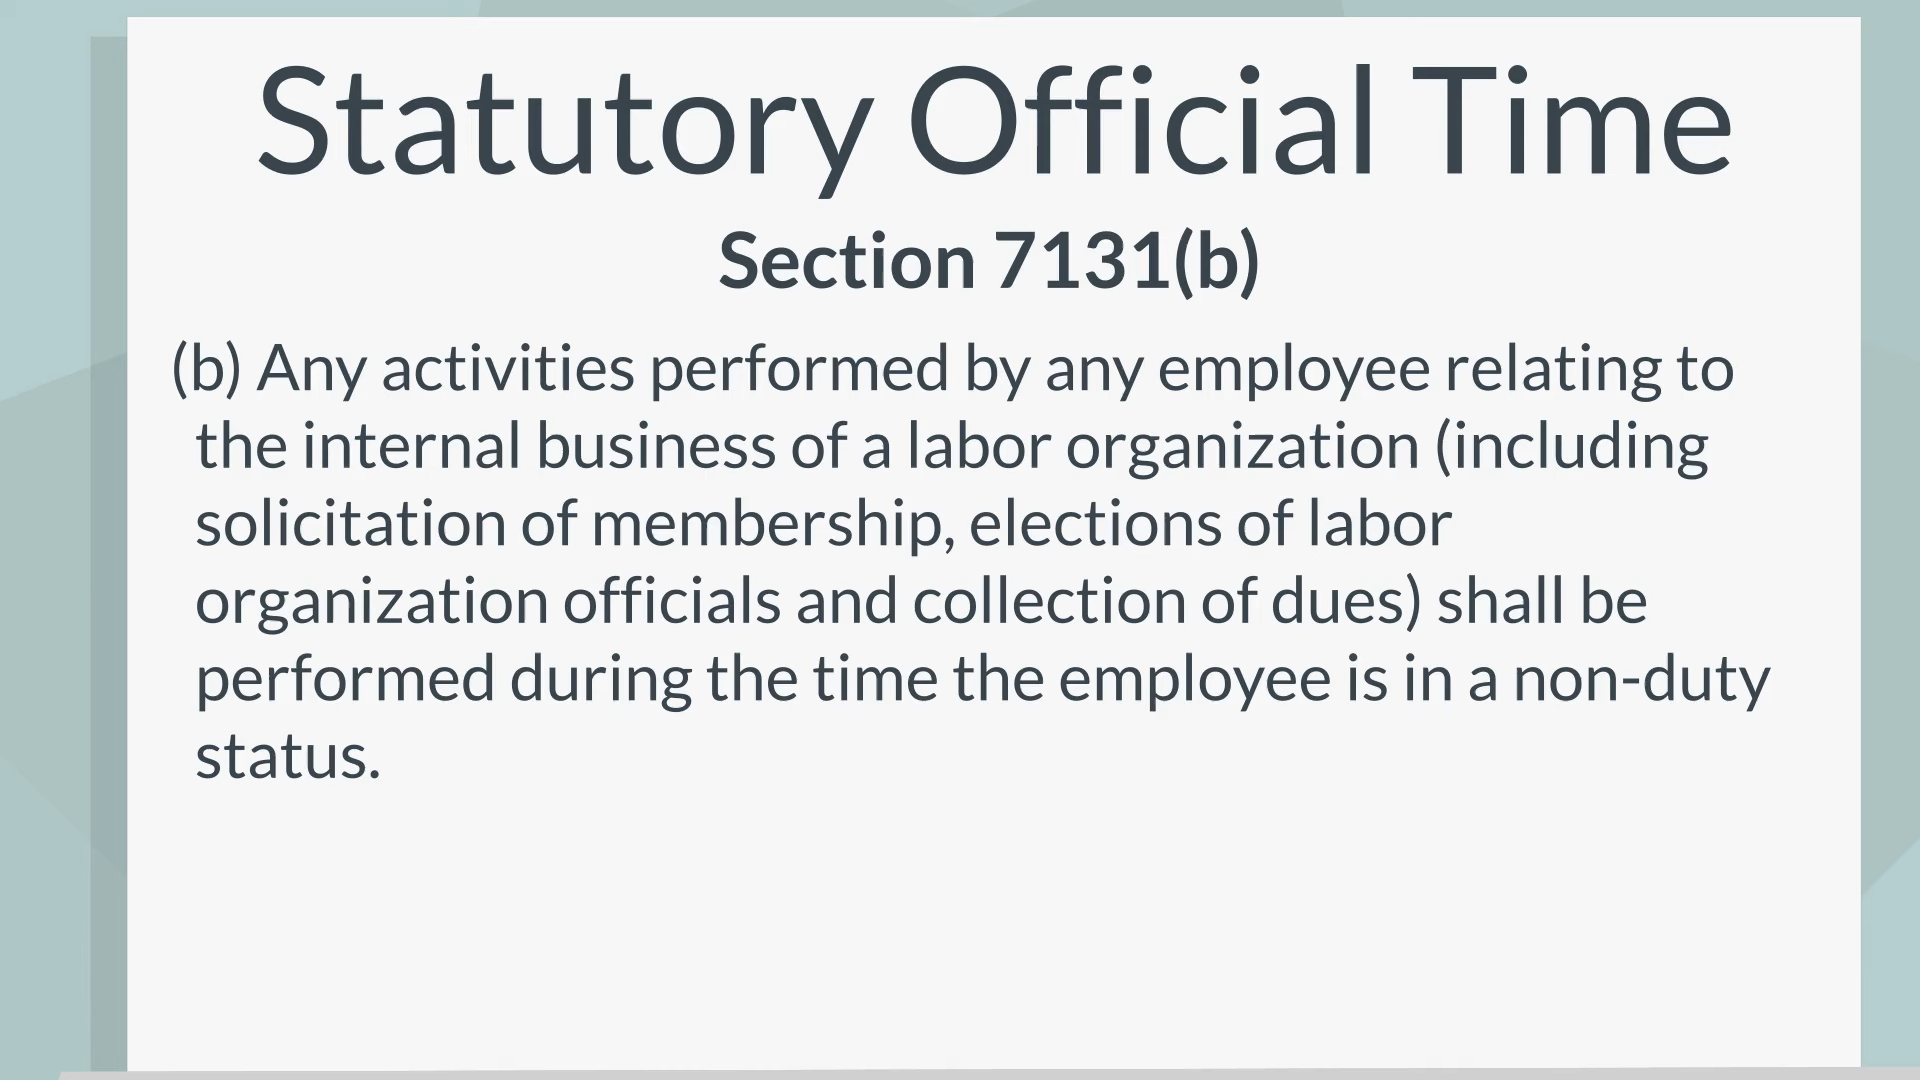 Statutory Official Time
Section 7131(b)
(b) Any activities performed by any employee relating to
the internal business of a labor organization (including
solicitation of membership, elections of labor
organization officials and collection of dues) shall be
performed during the time the employee is in a non-duty
status.